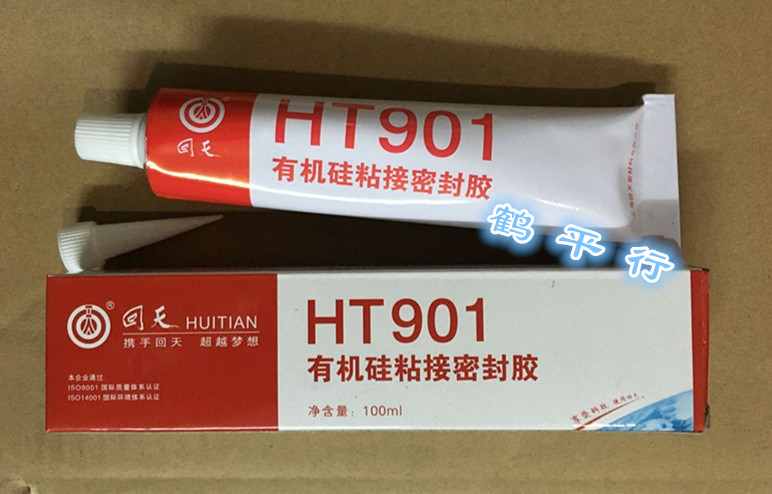 回天
HT901
有机硅粘接密封胶
鹤平行
回天 HUITIAN
携手回天 超越梦想
本企业通过:
ISO9001 国际质量体系认证
ISO14001 国际环境体系认证
HT901
有机硅粘接密封胶
净含量: 100ml